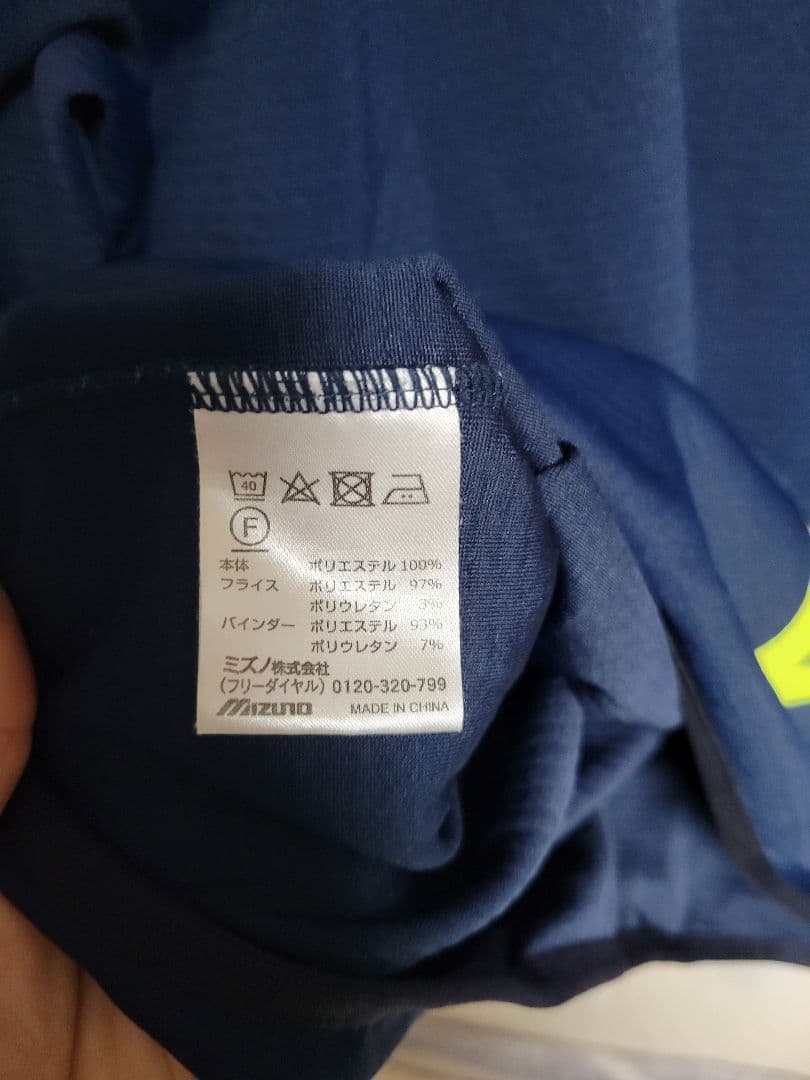 40
F
本体 ポリエステル 100%
フライス ポリエステル 97%
ポリウレタン 3%
バインダー ポリエステル 93%
ポリウレタン 7%
ミズノ株式会社
(フリーダイヤル) 0120-320-799
MIZUNO MADE IN CHINA